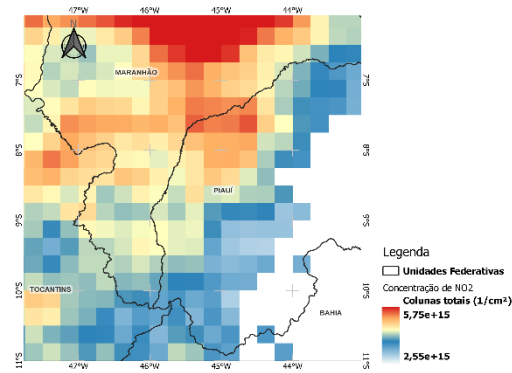 47°W 46°W 45°W 44°W
N
MARANHÃO
7°S 7°S
8°S 8°S
PIAUÍ
9°S 9°S
Legenda
Unidades Federativas
Concentração de NO2
TOCANTINS
10°S 10°S
Colunas totais (1/cm²)
5,75e+15
BAHIA
2,55e+15
11°S 11°S
47°W 46°W 45°W 44°W